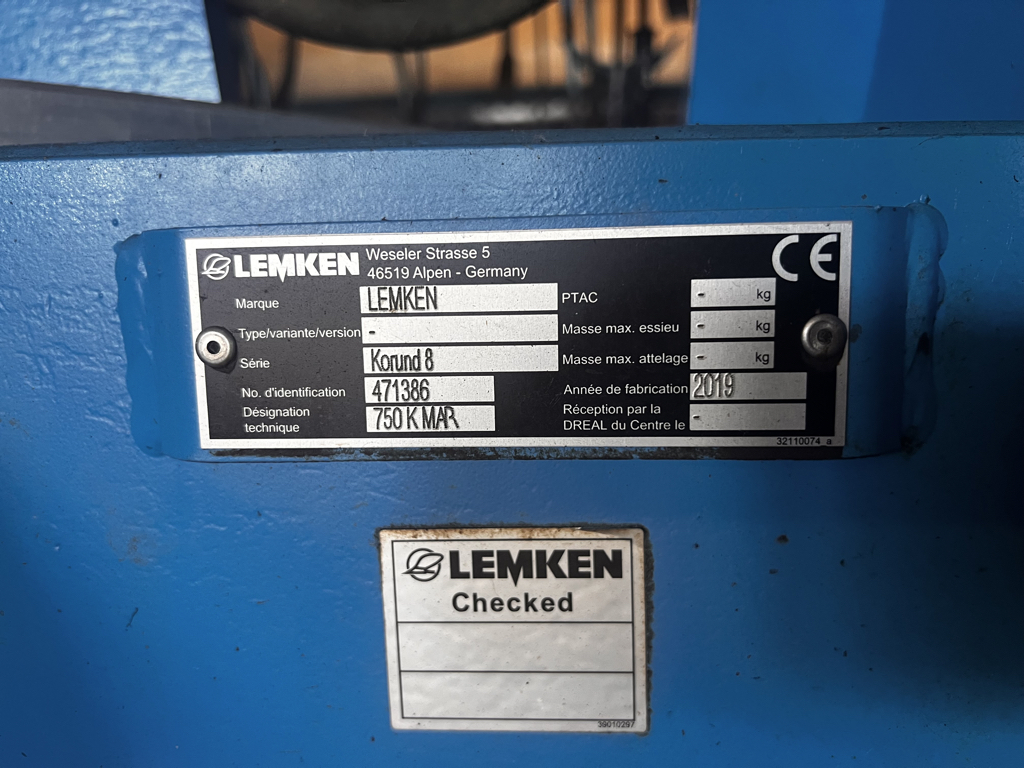 LEMKEN
Weseler Strasse 5
46519 Alpen - Germany
CE
Marque LEMKEN
Type/variante/version -
Série Korund 8
No. d'identification 471386
Désignation technique 750 K MAR
PTAC - kg
Masse max. essieu - kg
Masse max. attelage - kg
Année de fabrication 2019
Réception par la
DREAL du Centre le -
32110074_a
LEMKEN
Checked
39010297